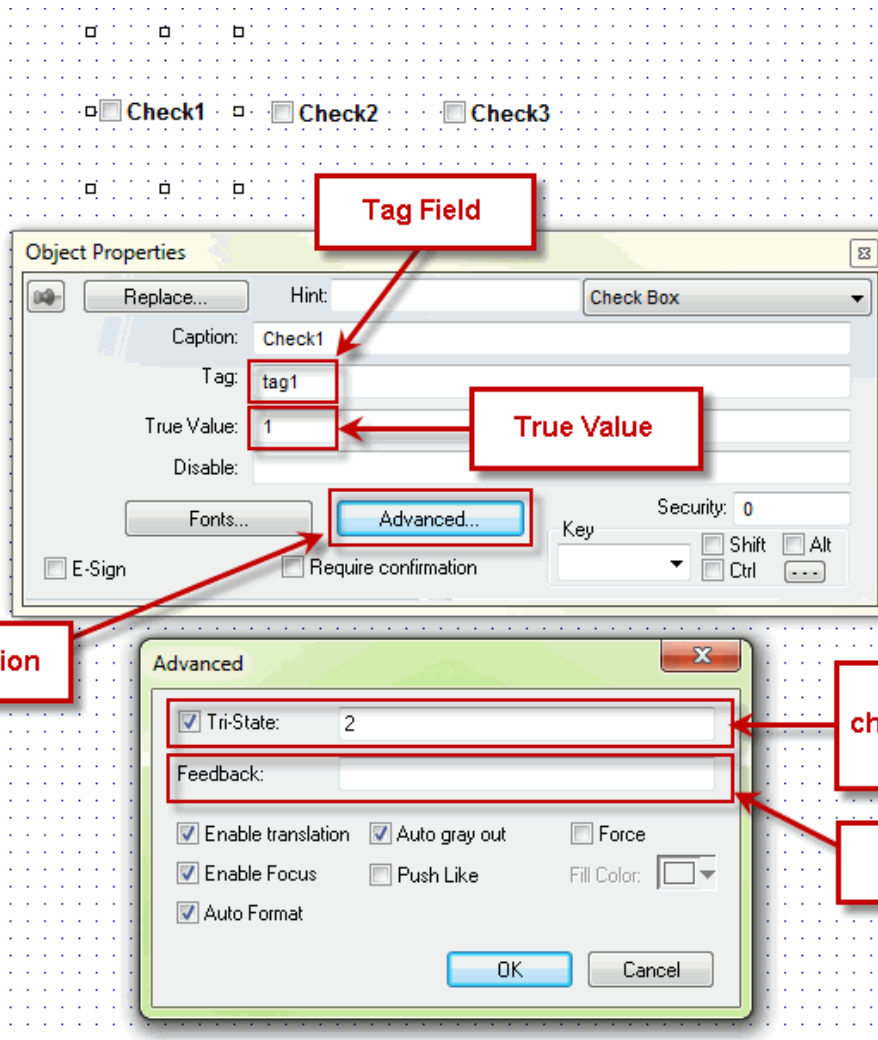 Check1 Check2 Check3
Tag Field
Object Properties
Replace... Hint: Check Box
Caption: Check1
Tag: tag1
True Value: 1
True Value
Disable:
Fonts... Advanced... Security: 0
Key
Shift Alt
E-Sign Require confirmation Ctrl ...
ion
Advanced
Tri-State: 2
ch
Feedback:
Enable translation Auto gray out Force
Enable Focus Push Like Fill Color:
Auto Format
OK Cancel